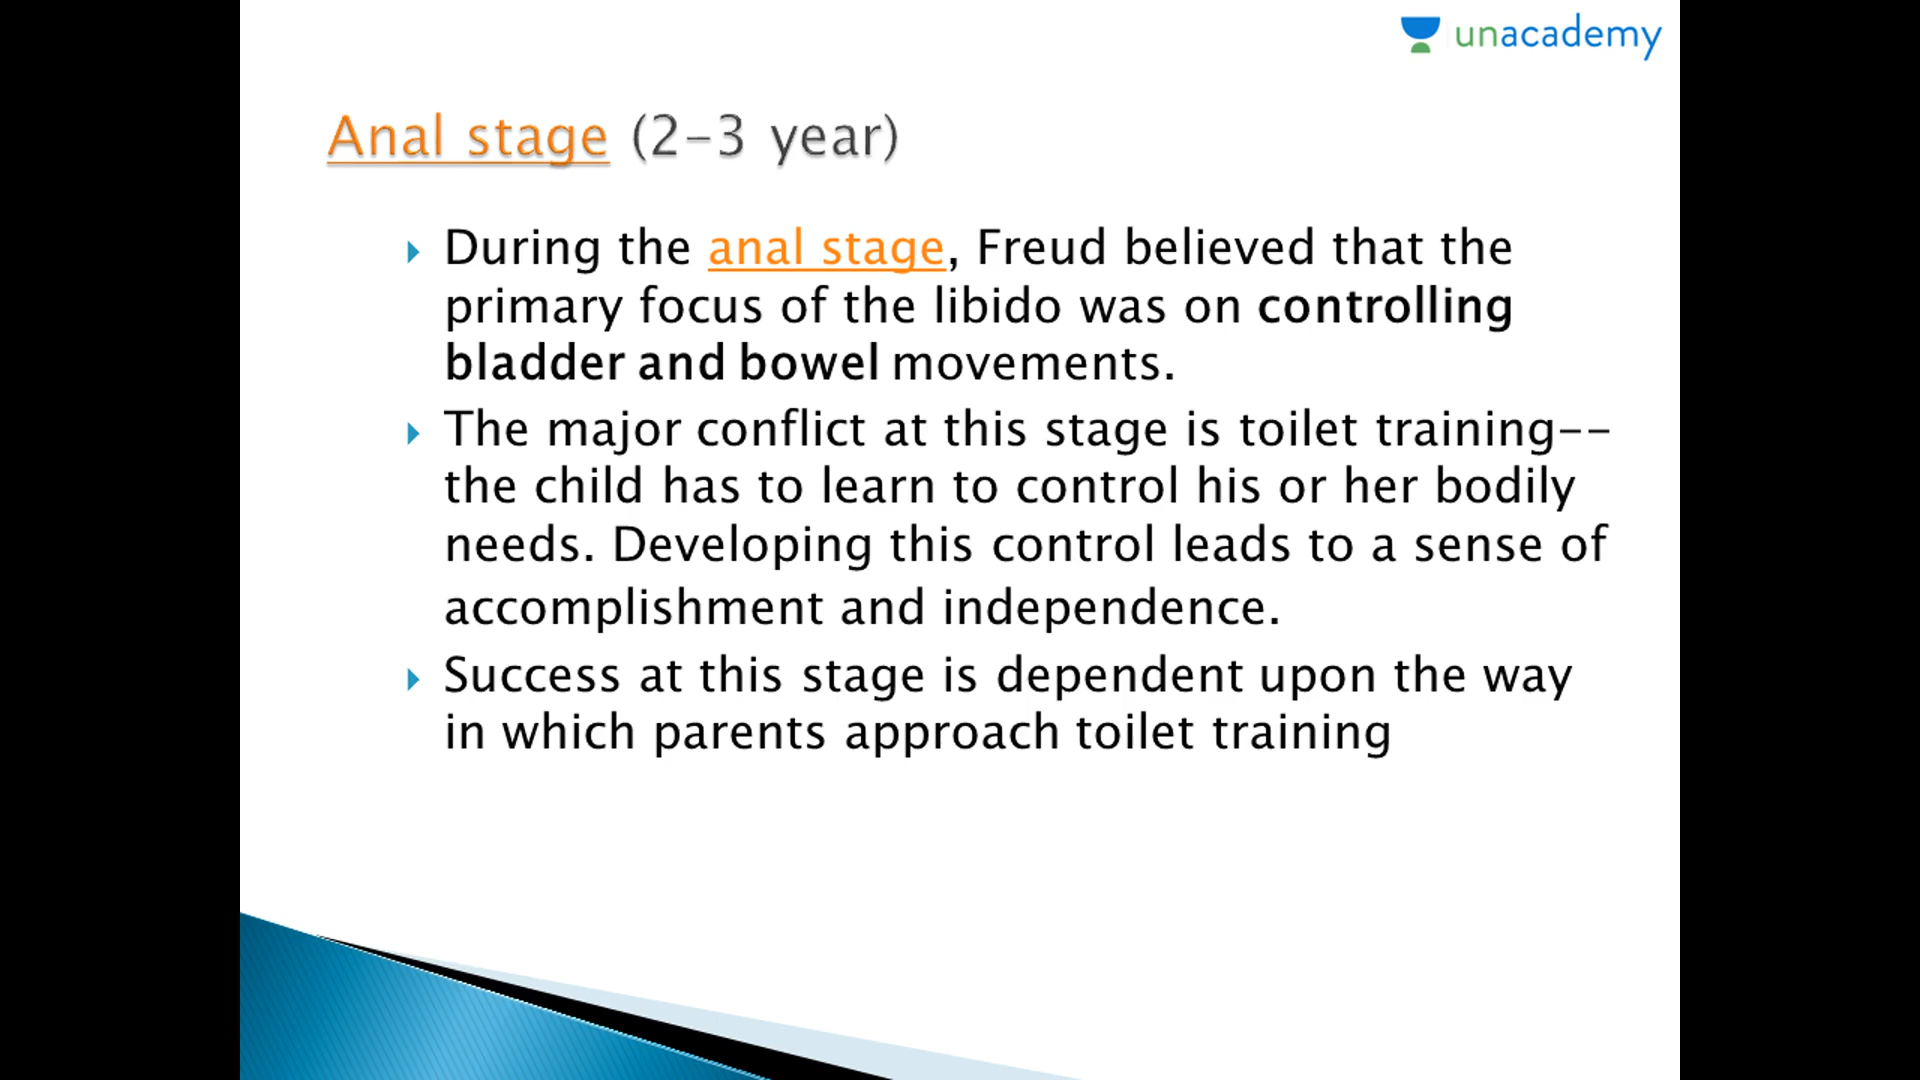 unacademy
Anal stage (2-3 year)
During the anal stage, Freud believed that the
primary focus of the libido was on controlling
bladder and bowel movements.
The major conflict at this stage is toilet training--
the child has to learn to control his or her bodily
needs. Developing this control leads to a sense of
accomplishment and independence.
Success at this stage is dependent upon the way
in which parents approach toilet training